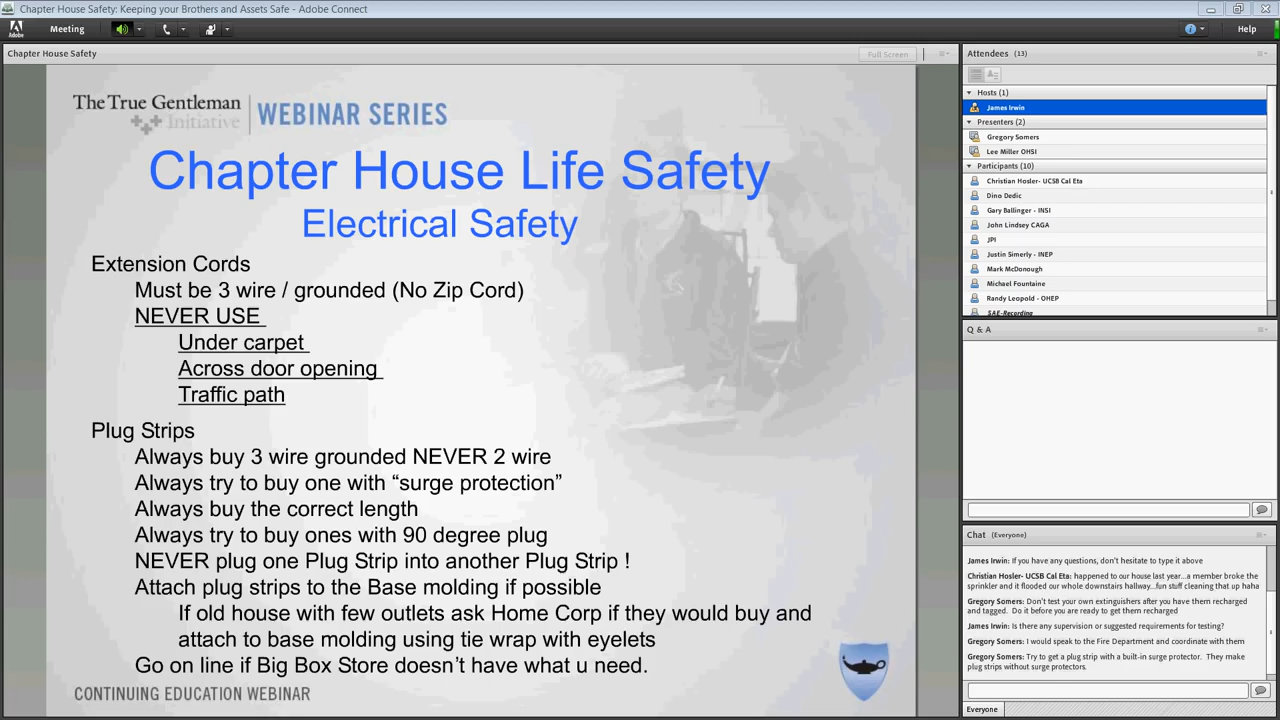 Chapter House Safety: Keeping your Brothers and Assets Safe - Adobe Connect
Adobe
Meeting
Help
Chapter House Safety
Full Screen
The True Gentleman
Initiative
WEBINAR SERIES
Chapter House Life Safety
Electrical Safety
Extension Cords
Must be 3 wire / grounded (No Zip Cord)
NEVER USE
Under carpet
Across door opening
Traffic path
Plug Strips
Always buy 3 wire grounded NEVER 2 wire
Always try to buy one with “surge protection”
Always buy the correct length
Always try to buy ones with 90 degree plug
NEVER plug one Plug Strip into another Plug Strip !
Attach plug strips to the Base molding if possible
If old house with few outlets ask Home Corp if they would buy and
attach to base molding using tie wrap with eyelets
Go on line if Big Box Store doesn’t have what u need.
CONTINUING EDUCATION WEBINAR
Attendees (13)
Hosts (1)
James Irwin
Presenters (2)
Gregory Somers
Lee Miller OHSI
Participants (10)
Christian Hosler- UCSB Cal Eta
Dino Dedic
Gary Ballinger - INSI
John Lindsey CAGA
JPI
Justin Simerly - INEP
Mark McDonough
Michael Fountaine
Randy Leopold - OHEP
SAE-Recording
Q & A
Chat (Everyone)
James Irwin: If you have any questions, don't hesitate to type it above
Christian Hosler- UCSB Cal Eta: happened to our house last year...a member broke the
sprinkler and it flooded our whole downstairs hallway...fun stuff cleaning that up haha
Gregory Somers: Don't test your own extinguishers after you have them recharged
and tagged. Do it before you are ready to get them recharged
James Irwin: Is there any supervision or suggested requirements for testing?
Gregory Somers: I would speak to the Fire Department and coordinate with them
Gregory Somers: Try to get a plug strip with a built-in surge protector. They make
plug strips without surge protectors.
Everyone